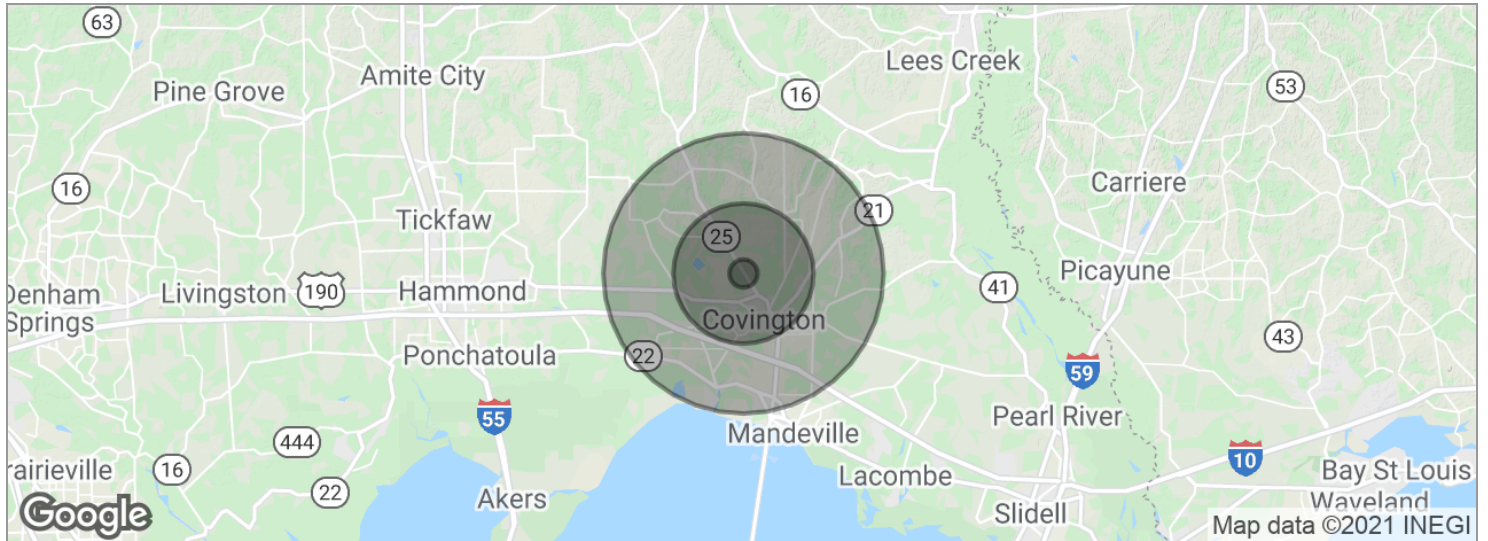 63
Lees Creek
Amite City
Pine Grove
16
53
16
Carriere
21
Tickfaw
25
Picayune
Denham
Springs
Livingston
190
Hammond
41
Covington
43
22
Ponchatoula
59
55
Pearl River
Mandeville
444
10
rairieville
16
Lacombe
Bay St Louis
22
Akers
Waveland
Slidell
Google
Map data ©2021 INEGI